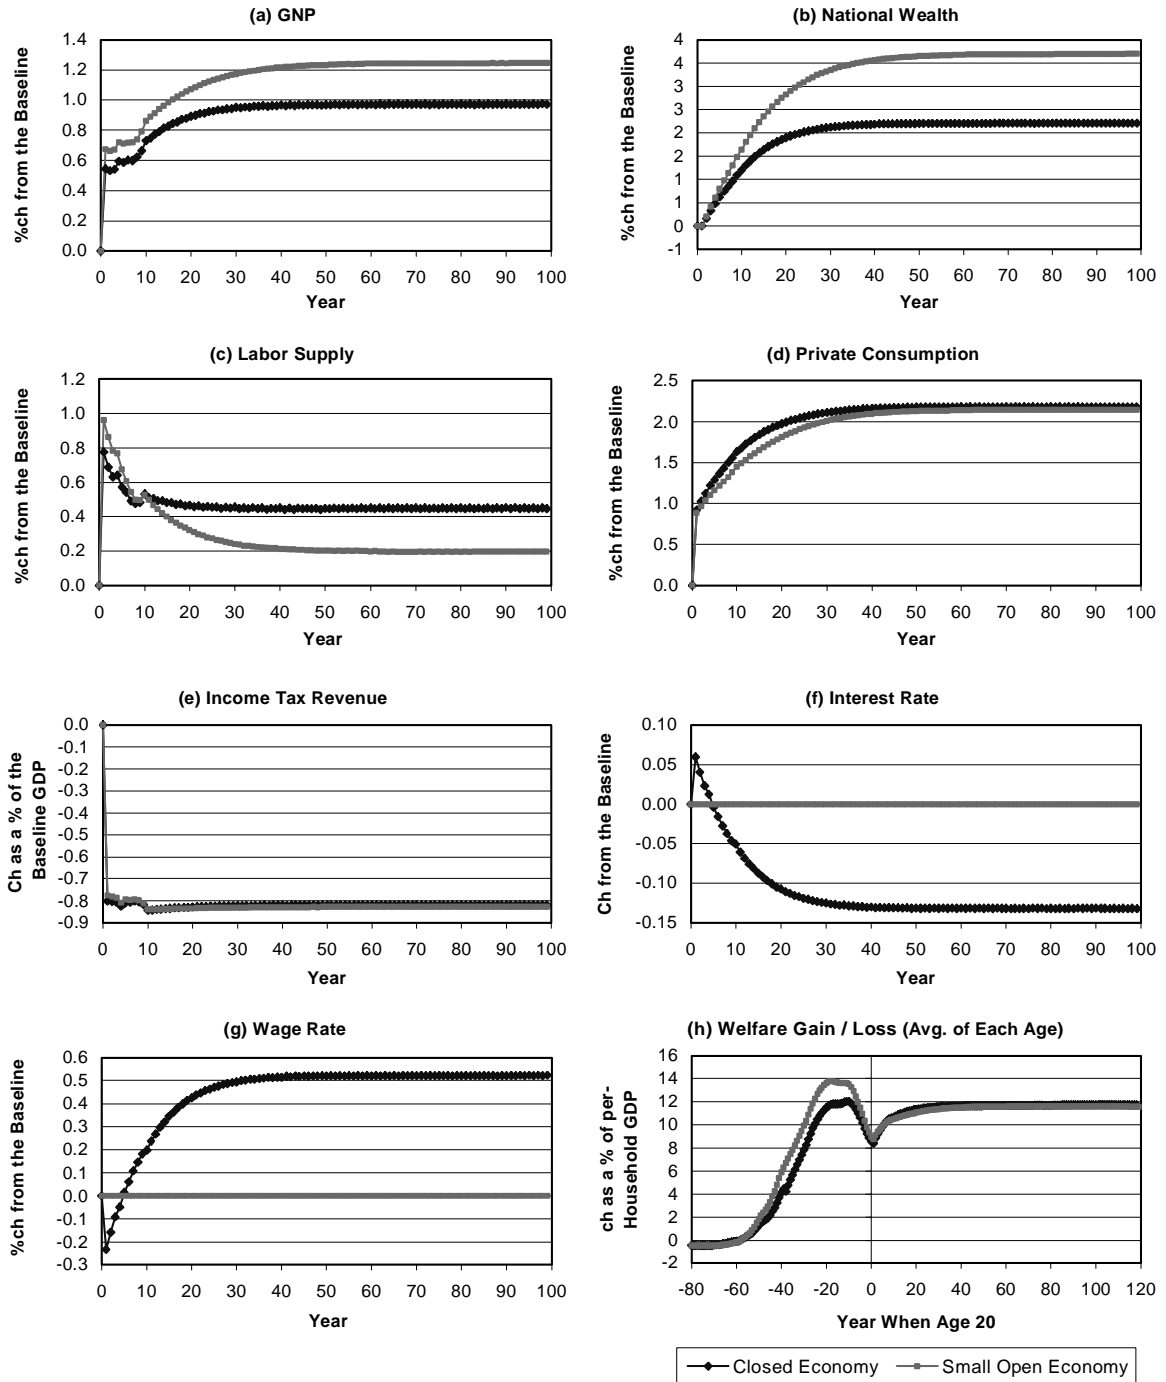 (a) GNP
%ch from the Baseline
1.4
1.2
1.0
0.8
0.6
0.4
0.2
0.0
0 10 20 30 40 50 60 70 80 90 100
Year
(b) National Wealth
%ch from the Baseline
4
4
3
3
2
2
1
1
0
-1
0 10 20 30 40 50 60 70 80 90 100
Year
(c) Labor Supply
%ch from the Baseline
1.2
1.0
0.8
0.6
0.4
0.2
0.0
0 10 20 30 40 50 60 70 80 90 100
Year
(d) Private Consumption
%ch from the Baseline
2.5
2.0
1.5
1.0
0.5
0.0
0 10 20 30 40 50 60 70 80 90 100
Year
(e) Income Tax Revenue
Ch as a % of the
Baseline GDP
0.0
-0.1
-0.2
-0.3
-0.4
-0.5
-0.6
-0.7
-0.8
-0.9
0 10 20 30 40 50 60 70 80 90 100
Year
(f) Interest Rate
Ch from the Baseline
0.10
0.05
0.00
-0.05
-0.10
-0.15
0 10 20 30 40 50 60 70 80 90 100
Year
(g) Wage Rate
%ch from the Baseline
0.6
0.5
0.4
0.3
0.2
0.1
0.0
-0.1
-0.2
-0.3
0 10 20 30 40 50 60 70 80 90 100
Year
(h) Welfare Gain / Loss (Avg. of Each Age)
ch as a % of per-
Household GDP
16
14
12
10
8
6
4
2
0
-2
-80 -60 -40 -20 0 20 40 60 80 100 120
Year When Age 20
Closed Economy Small Open Economy